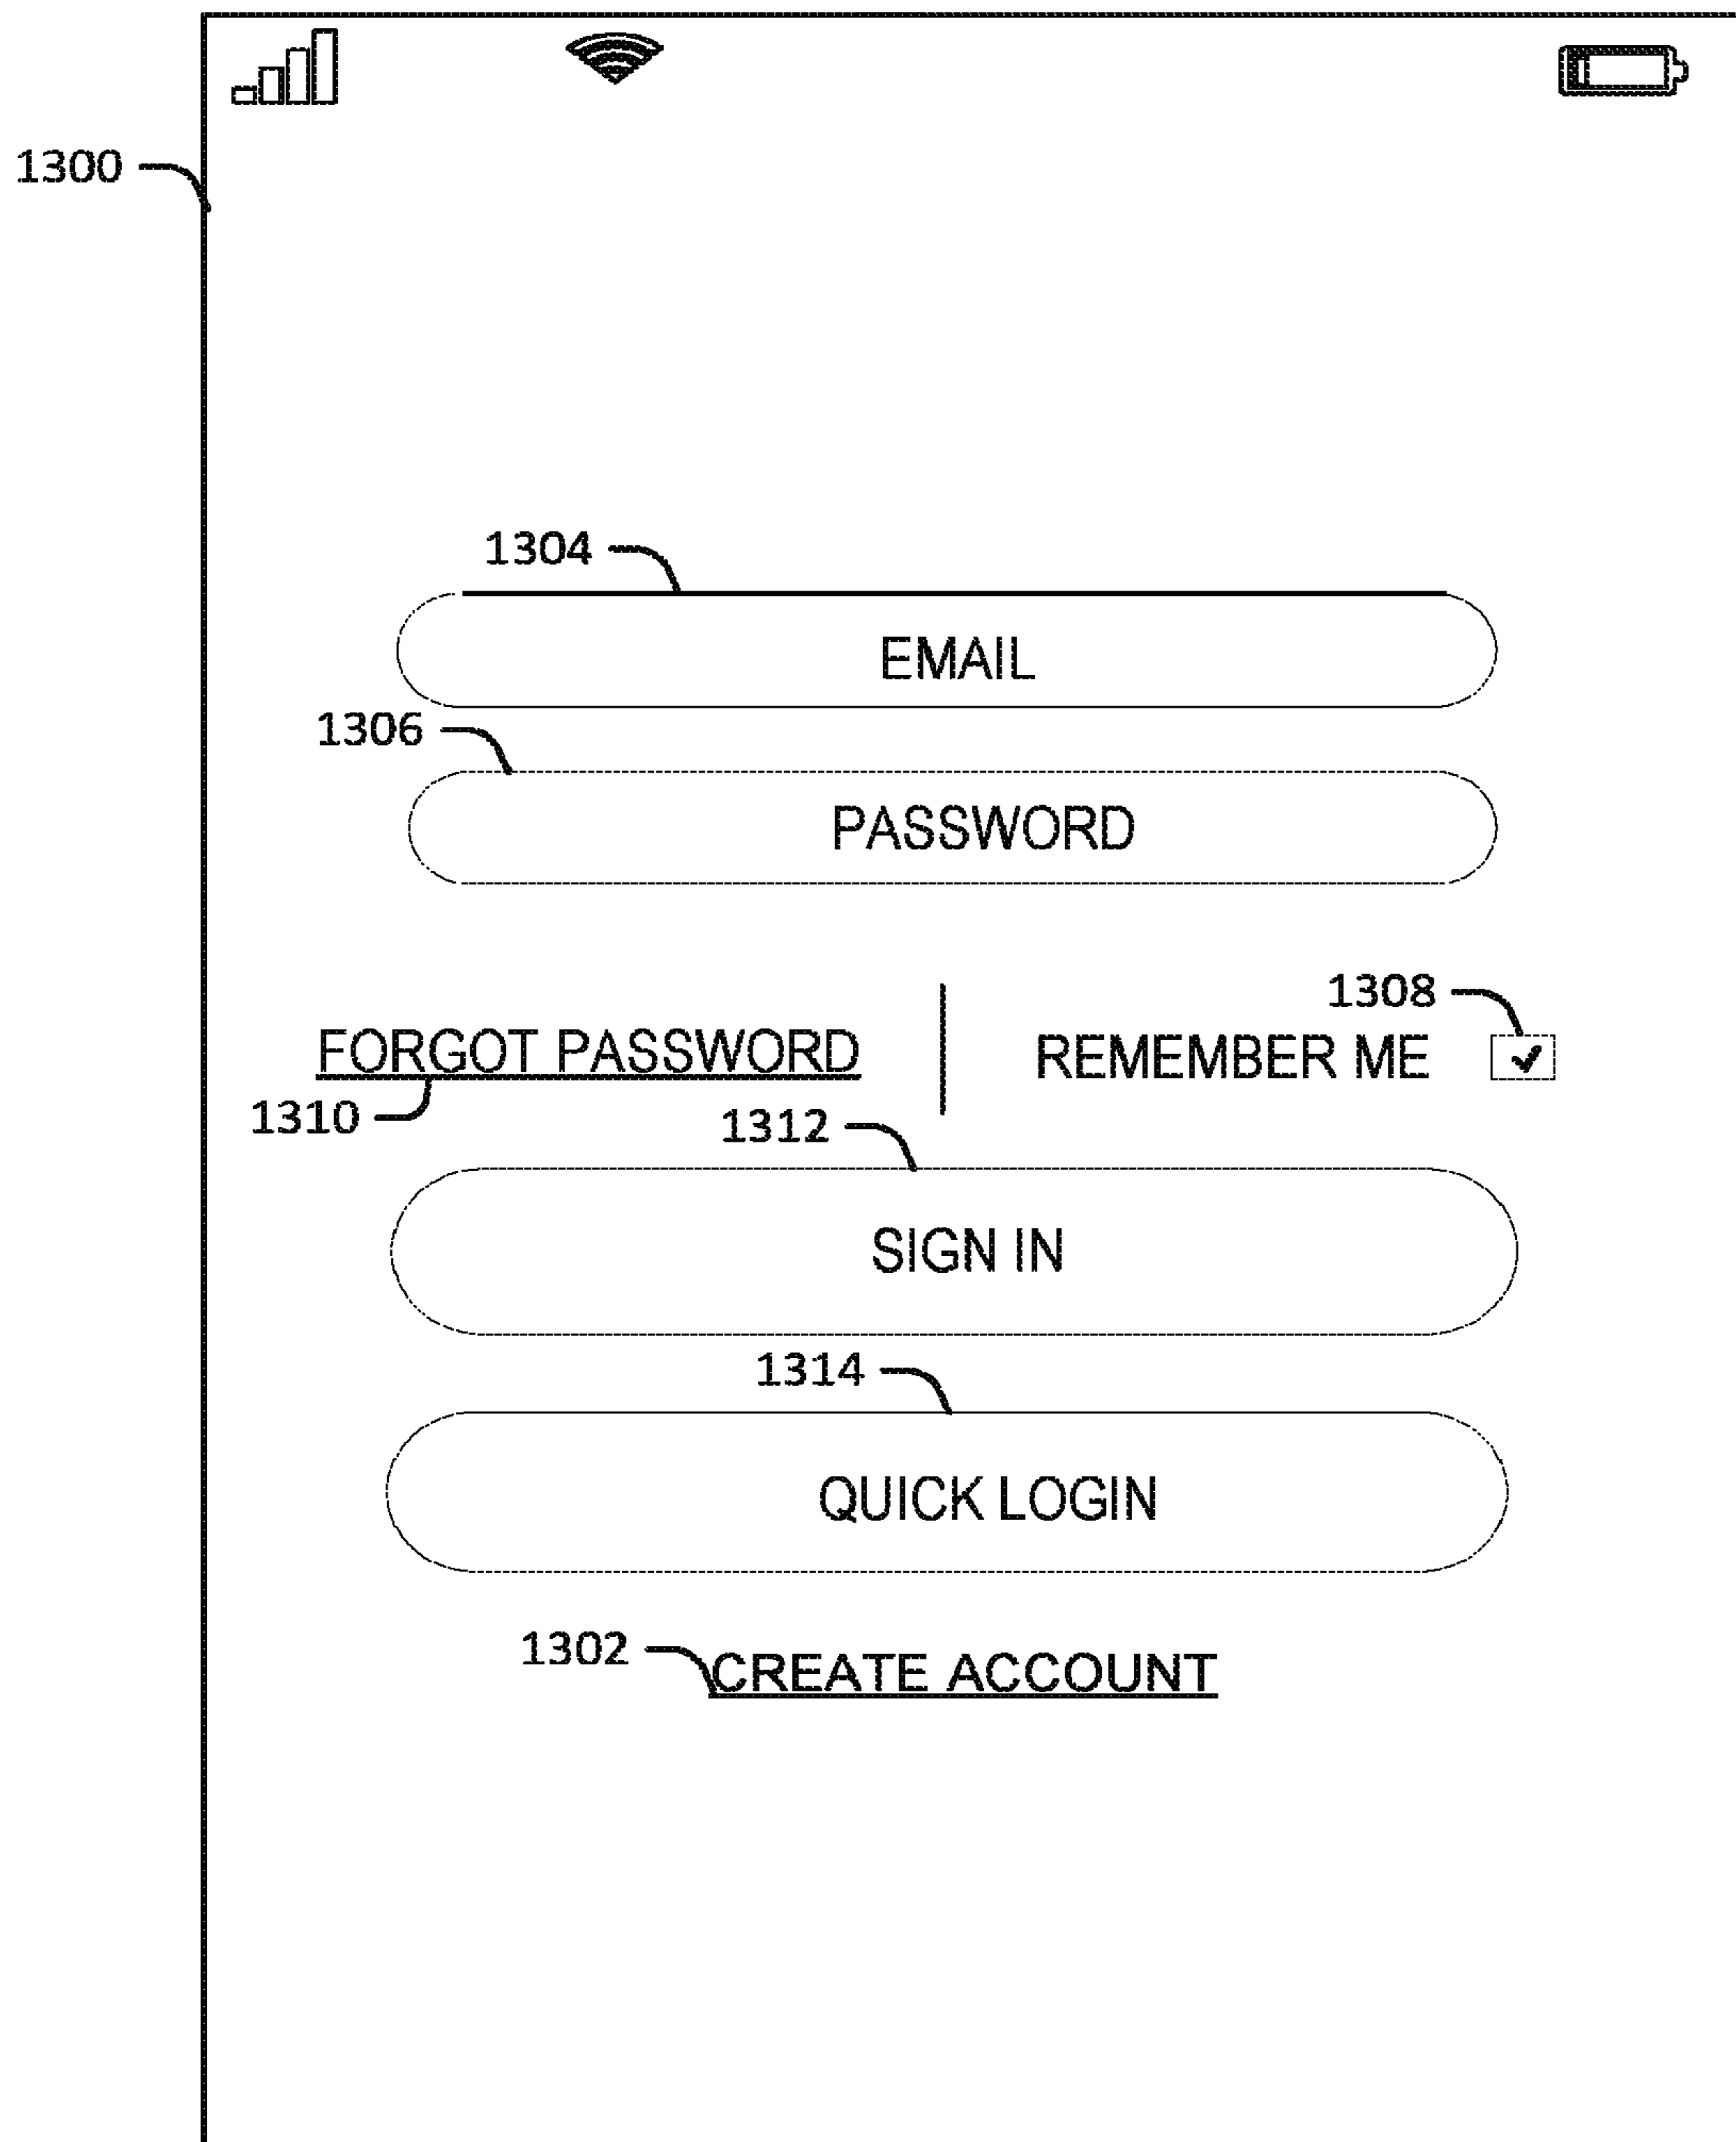 1300
1304
EMAIL
1306
PASSWORD
1308
FORGOT PASSWORD
REMEMBER ME
1310
1312
SIGN IN
1314
QUICK LOGIN
1302
CREATE ACCOUNT